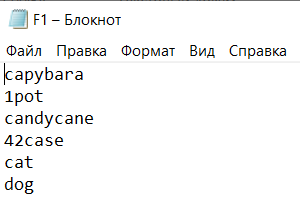 F1 – Блокнот
Файл Правка Формат Вид Справка
capybara
1pot
candycane
42case
cat
dog